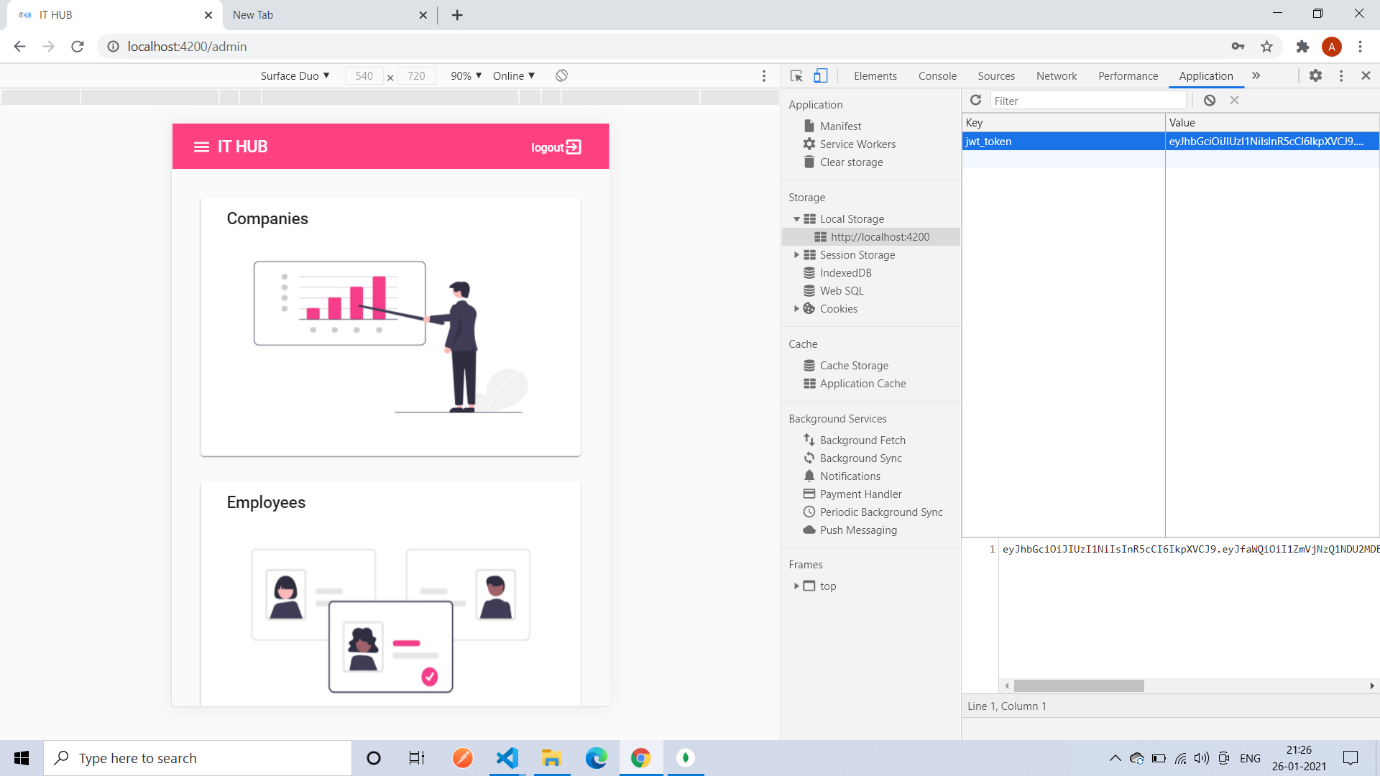 IT HUB
New Tab
localhost:4200/admin
A
Surface Duo ▼ 540 x 720 90% ▼ Online ▼
Elements Console Sources Network Performance Application
IT HUB
logout
Companies
Employees
Application
Manifest
Service Workers
Clear storage
Storage
Local Storage
http://localhost:4200
Session Storage
IndexedDB
Web SQL
Cookies
Cache
Cache Storage
Application Cache
Background Services
Background Fetch
Background Sync
Notifications
Payment Handler
Periodic Background Sync
Push Messaging
Frames
top
Filter
Key Value
jwt_token eyJhbGciOiJIUzI1NiIsInR5cCI6IkpXVCJ9....
1 eyJhbGciOiJIUzI1NiIsInR5cCI6IkpXVCJ9.eyJfaWQiOiI1ZmVjNzQ1NDU2MDE
Line 1, Column 1
Type here to search
ENG
21:26
26-01-2021